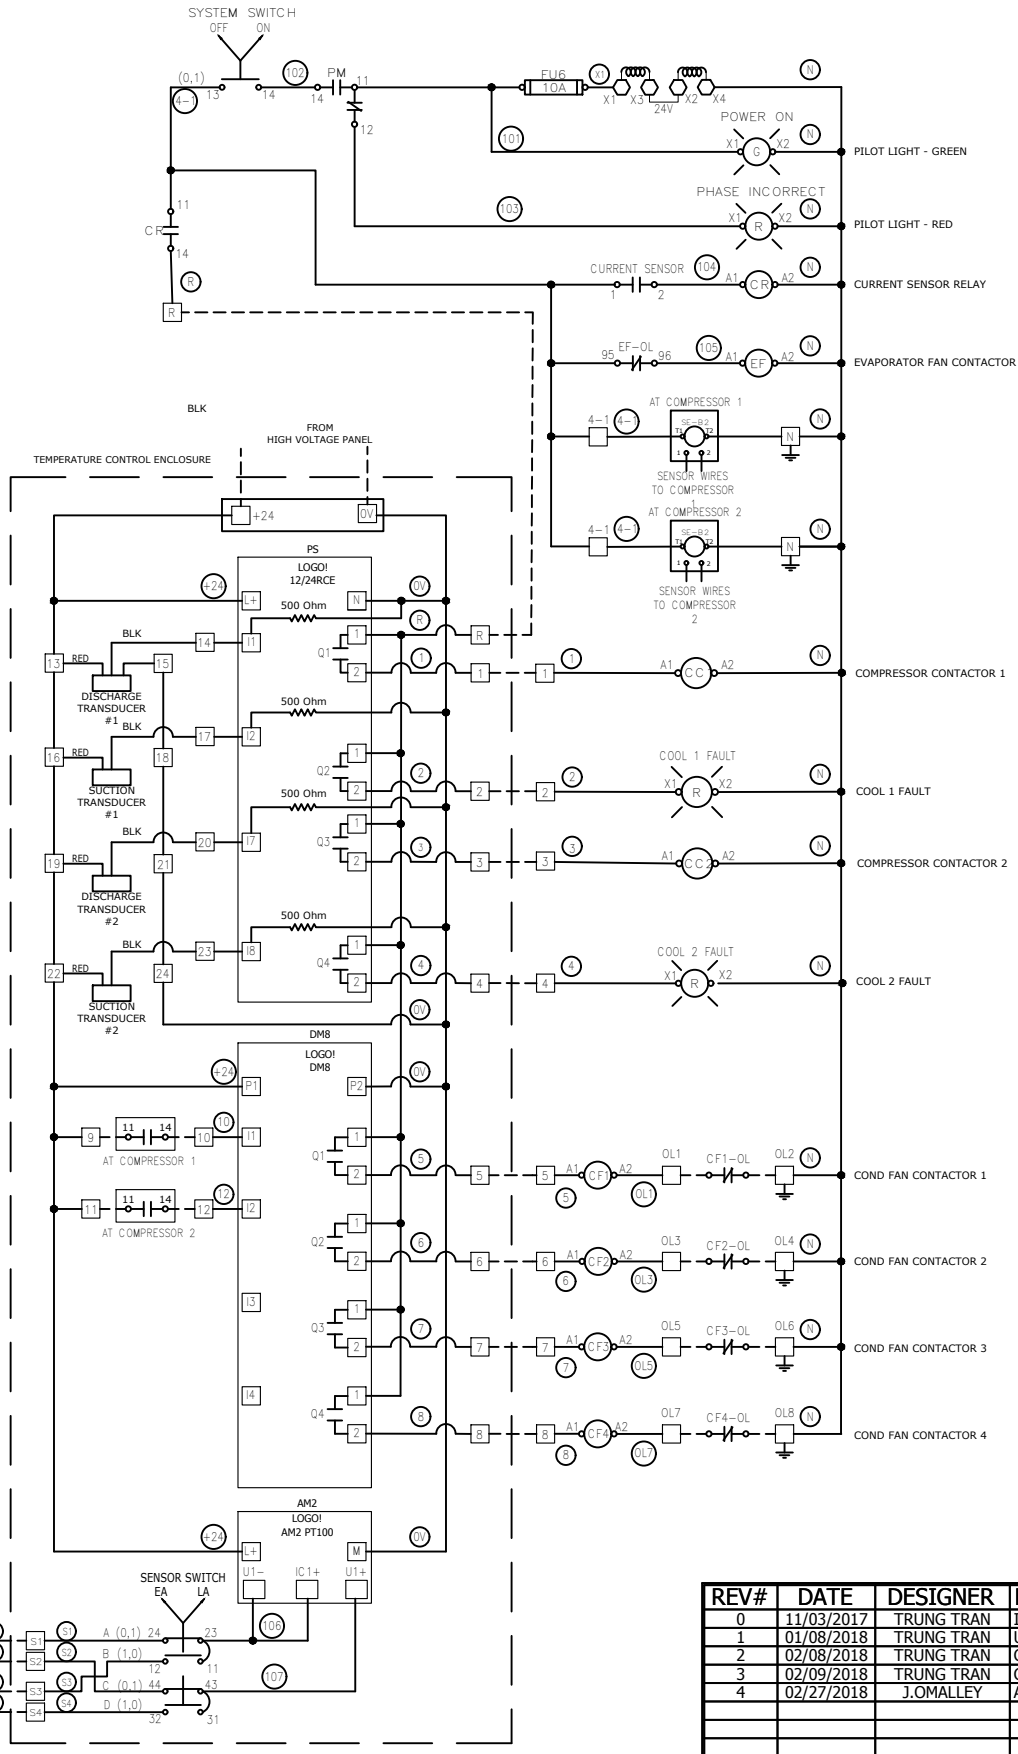 SYSTEM SWITCH
OFF ON
(0,1) 13 14 102 14 PM 11 FU6 10A X1 X1 X3 24V X2 X4 N
4-1
12
POWER ON
101 X1 G X2 N PILOT LIGHT - GREEN
PHASE INCORRECT
103 X1 R X2 N PILOT LIGHT - RED
11
CR
14
R
R
CURRENT SENSOR
1 2 104 A1 CR A2 N CURRENT SENSOR RELAY
EF-OL
95 96 105 A1 EF A2 N EVAPORATOR FAN CONTACTOR
AT COMPRESSOR 1
4-1 4-1 SE-B2 T1 T2 1 2 N N
SENSOR WIRES
TO COMPRESSOR
1
AT COMPRESSOR 2
4-1 4-1 SE-B2 T1 T2 1 2 N N
SENSOR WIRES
TO COMPRESSOR
2
BLK
FROM
HIGH VOLTAGE PANEL
TEMPERATURE CONTROL ENCLOSURE
+24 0V
PS
LOGO!
12/24RCE
+24 L+ N 0V
500 Ohm
BLK 14 I1 Q1 1 R R
13 RED 15 2 1 1 1 1 A1 CC1 A2 N COMPRESSOR CONTACTOR 1
DISCHARGE
TRANSDUCER
#1
500 Ohm
BLK 17 I2
16 RED 18 Q2 1
SUCTION
TRANSDUCER
#1
COOL 1 FAULT
2 2 2 2 2 X1 R X2 N COOL 1 FAULT
500 Ohm
BLK 20 I7 Q3 1
19 RED 21 2 3 3 3 3 A1 CC2 A2 N COMPRESSOR CONTACTOR 2
DISCHARGE
TRANSDUCER
#2
500 Ohm
BLK 23 I8 Q4 1
22 RED 24
SUCTION
TRANSDUCER
#2
COOL 2 FAULT
2 4 4 4 4 X1 R X2 N COOL 2 FAULT
0V
DM8
LOGO!
DM8
+24 P1 P2 0V
9 11 14 10 10 I1 Q1 1
AT COMPRESSOR 1
2 5 5 5 5 A1 CF1 A2 OL1 OL1 CF1-OL OL2 N COND FAN CONTACTOR 1
11 11 14 12 12 I2 Q2 1
AT COMPRESSOR 2
2 6 6 6 6 A1 CF2 A2 OL3 OL3 CF2-OL OL4 N COND FAN CONTACTOR 2
I3 Q3 1
2 7 7 7 7 A1 CF3 A2 OL5 OL5 CF3-OL OL6 N COND FAN CONTACTOR 3
I4 Q4 1
2 8 8 8 8 A1 CF4 A2 OL7 OL7 CF4-OL OL8 N COND FAN CONTACTOR 4
AM2
LOGO!
AM2 PT100
+24 L+ M 0V
U1- IC1+ U1+
SENSOR SWITCH
EA LA
106
107
S1 S1 A (0,1) 24 23
S2 S2 B (1,0) 12 11
S3 S3 C (0,1) 44 43
S4 S4 D (1,0) 32 31
REV# DATE DESIGNER
0 11/03/2017 TRUNG TRAN
1 01/08/2018 TRUNG TRAN
2 02/08/2018 TRUNG TRAN
3 02/09/2018 TRUNG TRAN
4 02/27/2018 J.OMALLEY